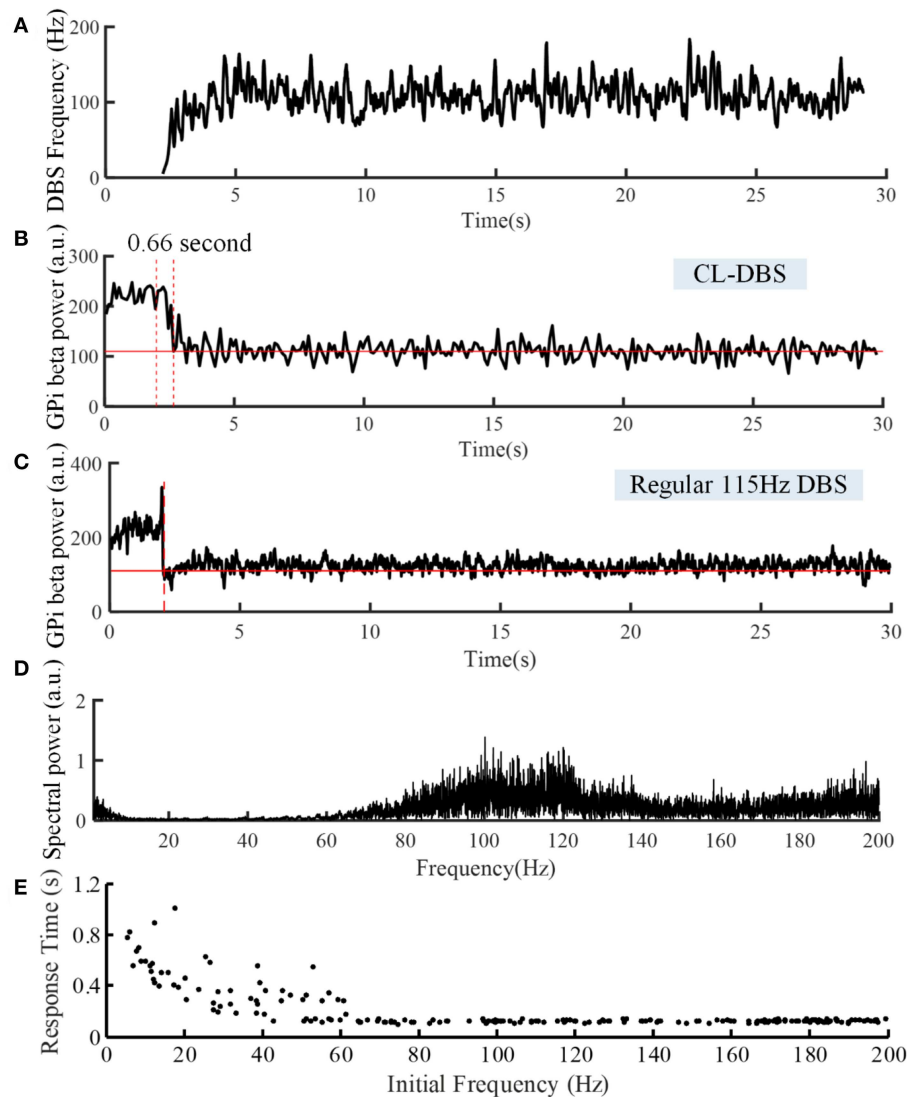 A
DBS Frequency (Hz)
200
100
0
0 5 10 15 20 25 30
Time(s)
B
0.66 second
GPi beta power (a.u.)
300
200
100
0
CL-DBS
0 5 10 15 20 25 30
Time(s)
C
GPi beta power (a.u.)
400
200
0
Regular 115Hz DBS
0 5 10 15 20 25 30
Time(s)
D
Spectral power (a.u.)
2
1
0
20 40 60 80 100 120 140 160 180 200
Frequency(Hz)
E
Response Time (s)
1.2
0.8
0.4
0
0 20 40 60 80 100 120 140 160 180 200
Initial Frequency (Hz)